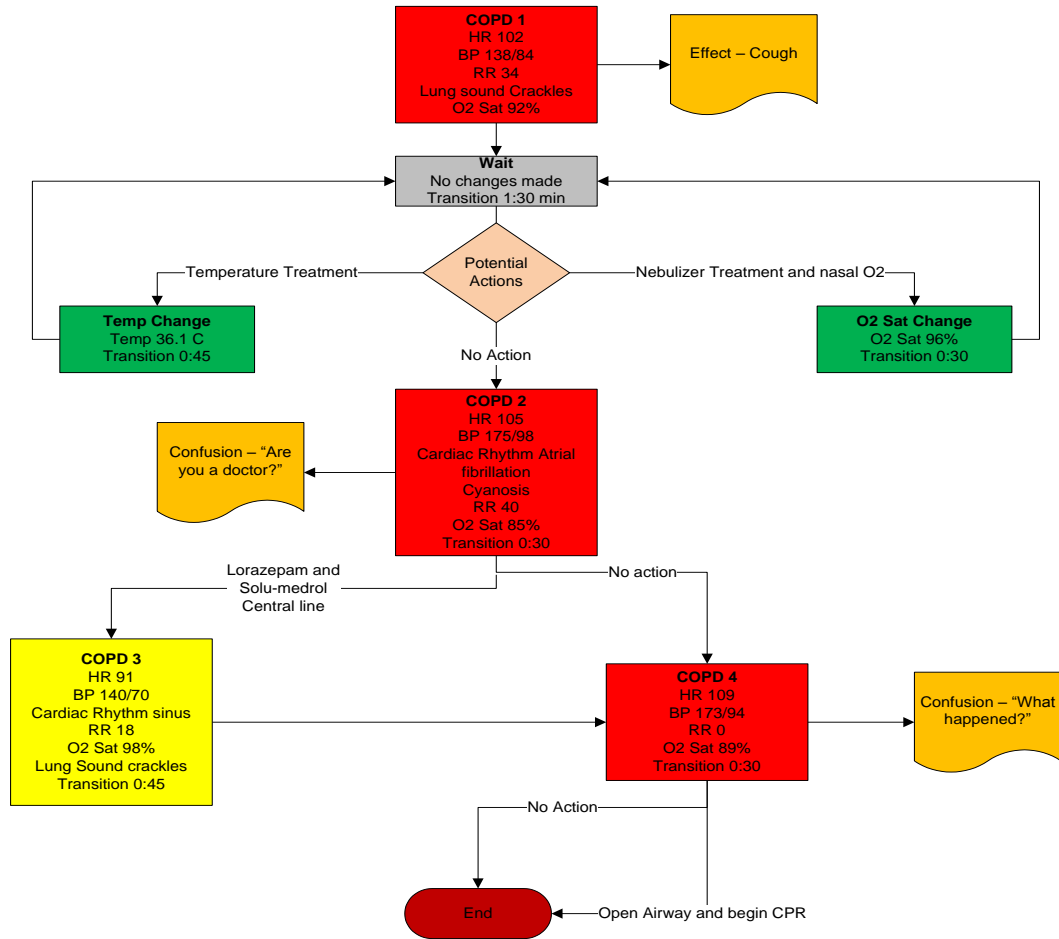 COPD 1
HR 102
BP 138/84
RR 34
Lung sound Crackles
O2 Sat 92%
Effect – Cough
Wait
No changes made
Transition 1:30 min
Potential
Actions
Temperature Treatment
Nebulizer Treatment and nasal O2
Temp Change
Temp 36.1 C
Transition 0:45
O2 Sat Change
O2 Sat 96%
Transition 0:30
No Action
COPD 2
HR 105
BP 175/98
Cardiac Rhythm Atrial
fibrillation
Cyanosis
RR 40
O2 Sat 85%
Transition 0:30
Confusion – “Are
you a doctor?”
Lorazepam and
Solu-medrol
Central line
No action
COPD 3
HR 91
BP 140/70
Cardiac Rhythm sinus
RR 18
O2 Sat 98%
Lung Sound crackles
Transition 0:45
COPD 4
HR 109
BP 173/94
RR 0
O2 Sat 89%
Transition 0:30
Confusion – “What
happened?”
No Action
End
Open Airway and begin CPR